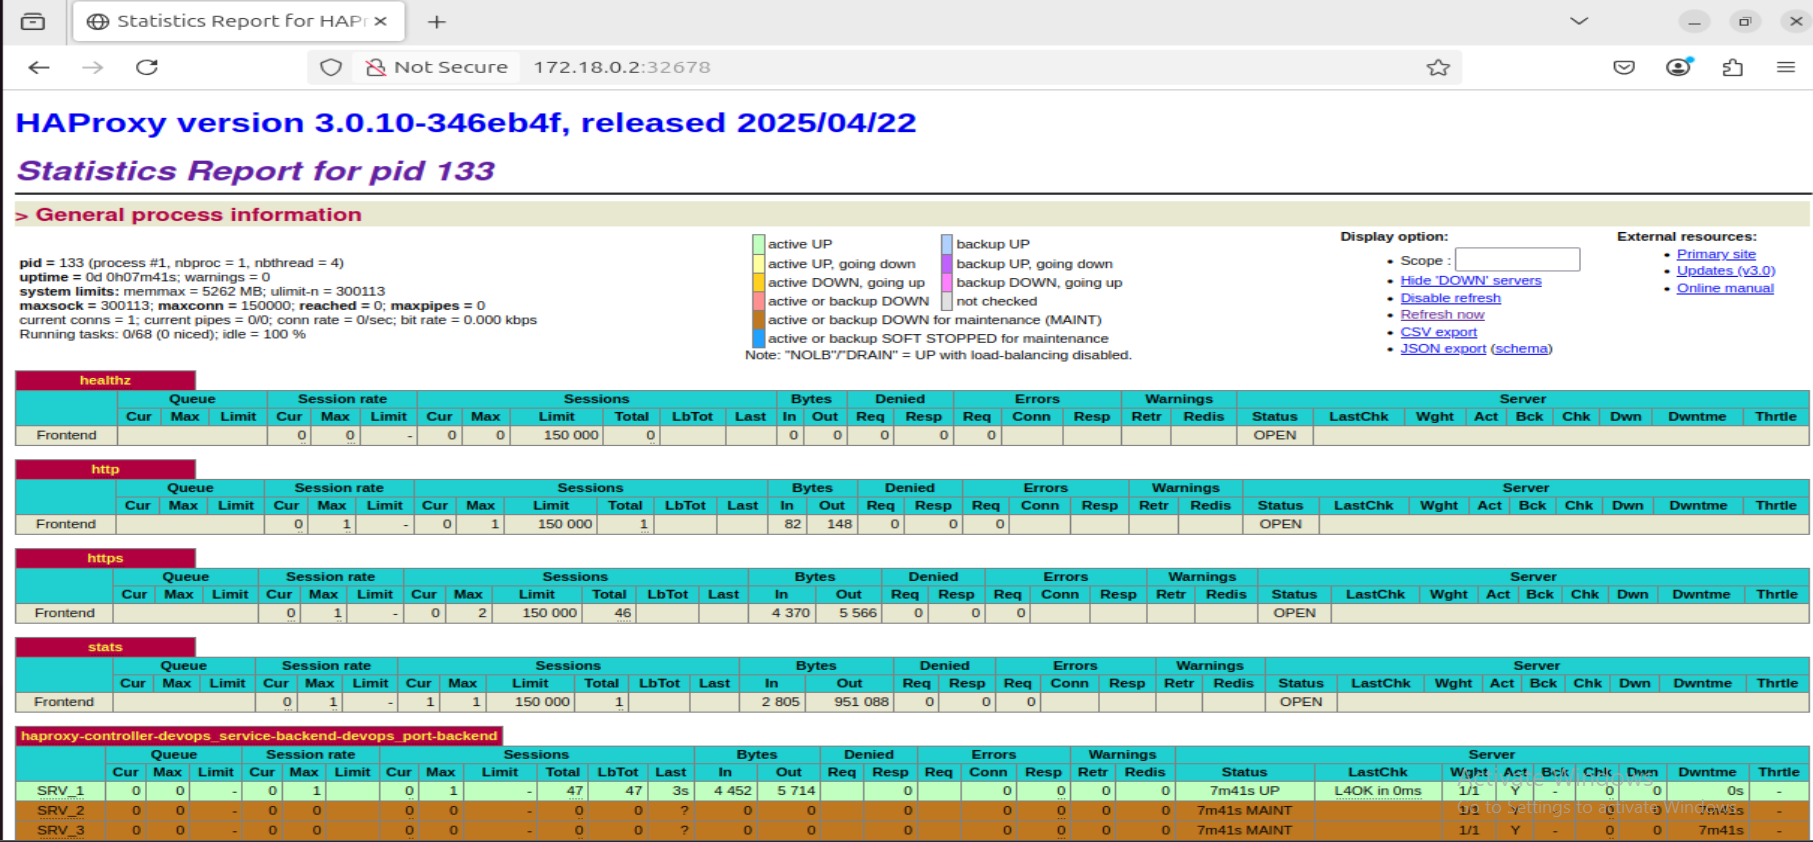 Statistics Report for HAPr
Not Secure 172.18.0.2:32678
HAProxy version 3.0.10-346eb4f, released 2025/04/22
Statistics Report for pid 133
> General process information
pid = 133 (process #1, nbproc = 1, nbthread = 4)
uptime = 0d 0h07m41s; warnings = 0
system limits: memmax = 5262 MB; ulimit-n = 300113
maxsock = 300113; maxconn = 150000; reached = 0; maxpipes = 0
current conns = 1; current pipes = 0/0; conn rate = 0/sec; bit rate = 0.000 kbps
Running tasks: 0/68 (0 niced); idle = 100 %
active UP backup UP
active UP, going down backup UP, going down
active DOWN, going up backup DOWN, going up
active or backup DOWN not checked
active or backup DOWN for maintenance (MAINT)
active or backup SOFT STOPPED for maintenance
Note: "NOLB"/"DRAIN" = UP with load-balancing disabled.
Display option:
• Scope :
• Hide 'DOWN' servers
• Disable refresh
• Refresh now
• CSV export
• JSON export (schema)
External resources:
• Primary site
• Updates (v3.0)
• Online manual
healthz
Queue Session rate Sessions Bytes Denied Errors Warnings Server
Cur Max Limit Cur Max Limit Cur Max Limit Total LbTot Last In Out Req Resp Req Conn Resp Retr Redis Status LastChk Wght Act Bck Chk Dwn Dwntme Thrtle
Frontend 0 0 - 0 0 150 000 0 0 0 0 0 0 OPEN
http
Queue Session rate Sessions Bytes Denied Errors Warnings Server
Cur Max Limit Cur Max Limit Cur Max Limit Total LbTot Last In Out Req Resp Req Conn Resp Retr Redis Status LastChk Wght Act Bck Chk Dwn Dwntme Thrtle
Frontend 0 1 - 0 1 150 000 1 82 148 0 0 0 OPEN
https
Queue Session rate Sessions Bytes Denied Errors Warnings Server
Cur Max Limit Cur Max Limit Cur Max Limit Total LbTot Last In Out Req Resp Req Conn Resp Retr Redis Status LastChk Wght Act Bck Chk Dwn Dwntme Thrtle
Frontend 0 1 - 0 2 150 000 46 4 370 5 566 0 0 0 OPEN
stats
Queue Session rate Sessions Bytes Denied Errors Warnings Server
Cur Max Limit Cur Max Limit Cur Max Limit Total LbTot Last In Out Req Resp Req Conn Resp Retr Redis Status LastChk Wght Act Bck Chk Dwn Dwntme Thrtle
Frontend 0 1 - 1 1 150 000 1 2 805 951 088 0 0 0 OPEN
haproxy-controller-devops_service-backend-devops_port-backend
Queue Session rate Sessions Bytes Denied Errors Warnings Server
Cur Max Limit Cur Max Limit Cur Max Limit Total LbTot Last In Out Req Resp Req Conn Resp Retr Redis Status LastChk Wght Act Bck Chk Dwn Dwntme Thrtle
SRV_1 0 0 - 0 1 0 1 - 47 47 3s 4 452 5 714 0 0 0 0 0 7m41s UP L4OK in 0ms 1/1 Y - 0 0 0s -
SRV_2 0 0 - 0 0 0 0 - 0 0 ? 0 0 0 0 0 0 0 7m41s MAINT 1/1 Y - 0 0 7m41s -
SRV_3 0 0 - 0 0 0 0 - 0 0 ? 0 0 0 0 0 0 0 7m41s MAINT 1/1 Y - 0 0 7m41s -
Activate Windows
Go to Settings to activate Windows.